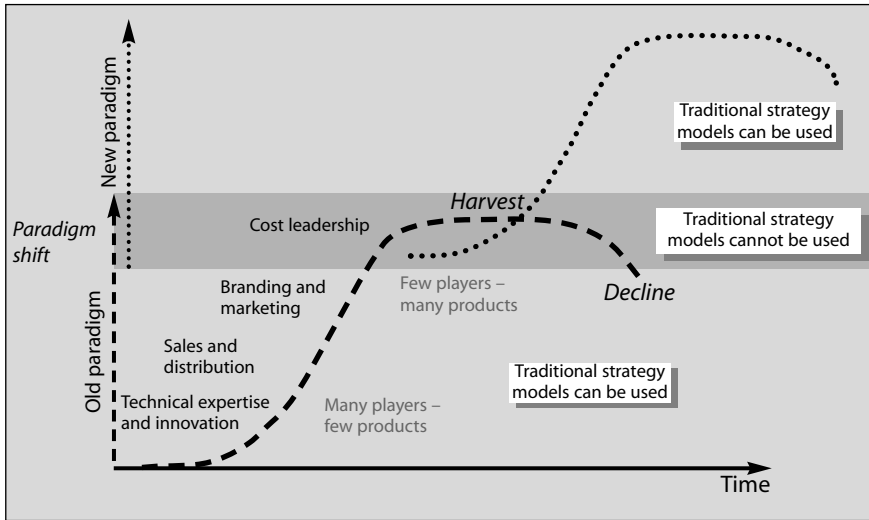 New paradigm
Traditional strategy
models can be used
Harvest
Cost leadership
Paradigm
shift
Traditional strategy
models cannot be used
Branding and
marketing
Few players –
many products
Decline
Old paradigm
Sales and
distribution
Traditional strategy
models can be used
Technical expertise
and innovation
Many players –
few products
Time